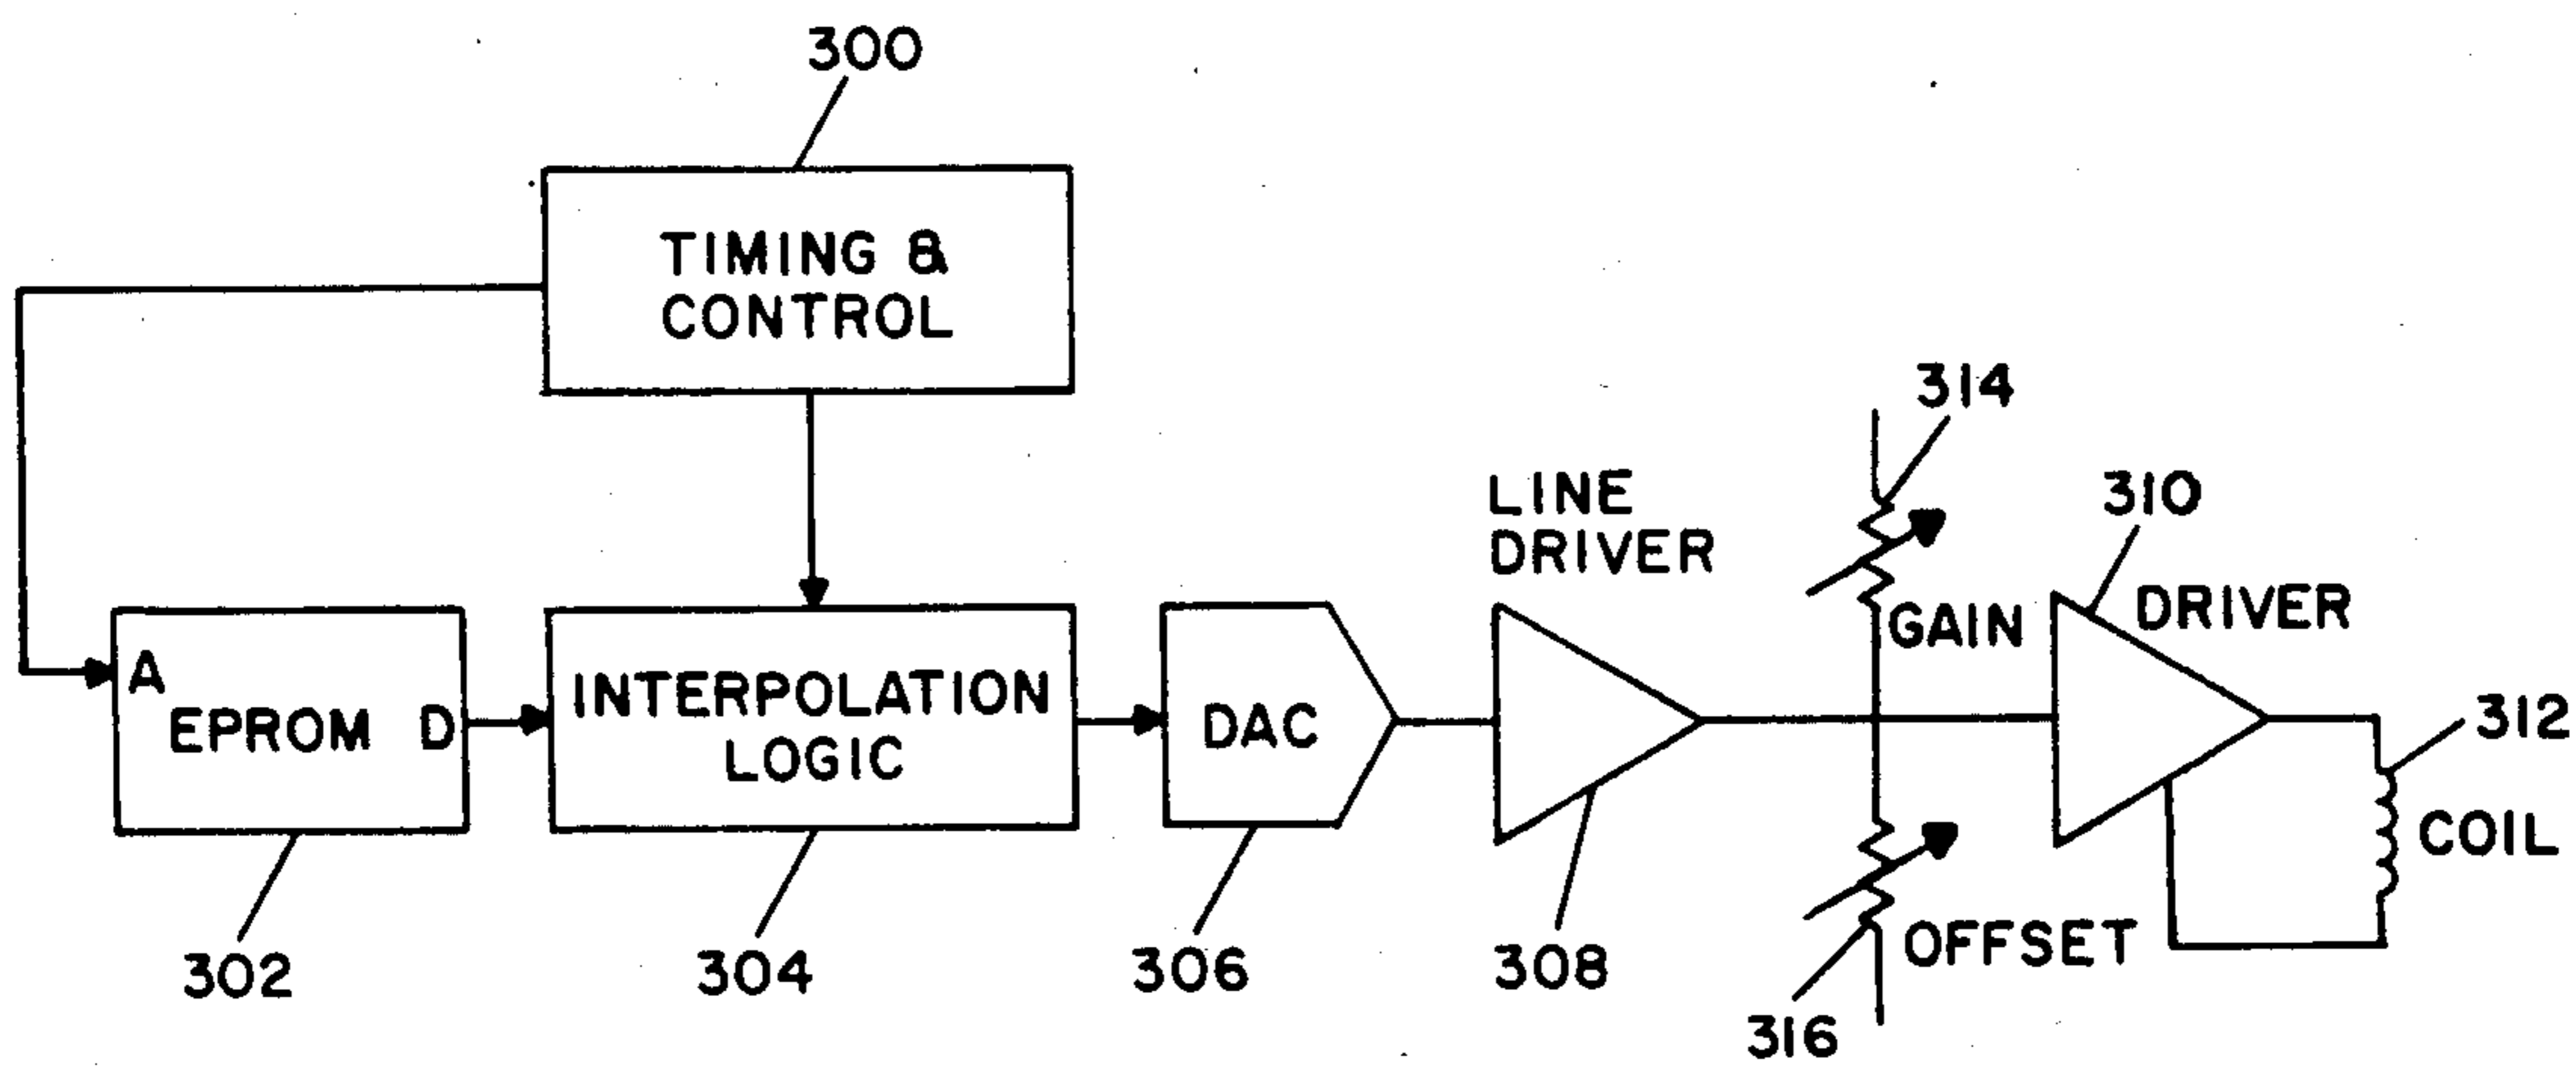 300
TIMING &
CONTROL
314
LINE
DRIVER
310
DRIVER
GAIN
A
EPROM
D
INTERPOLATION
LOGIC
DAC
312
COIL
OFFSET
302
304
306
308
316